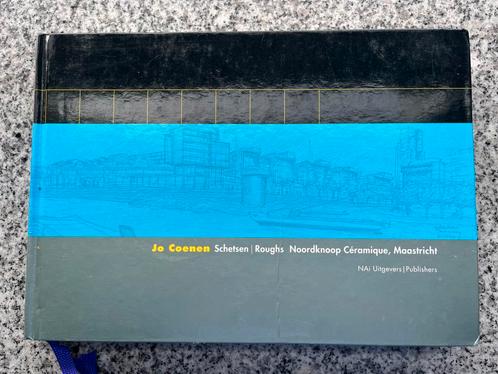 Jo Coenen Schetsen | Roughs Noordknoop Céramique, Maastricht
NAi Uitgevers | Publishers